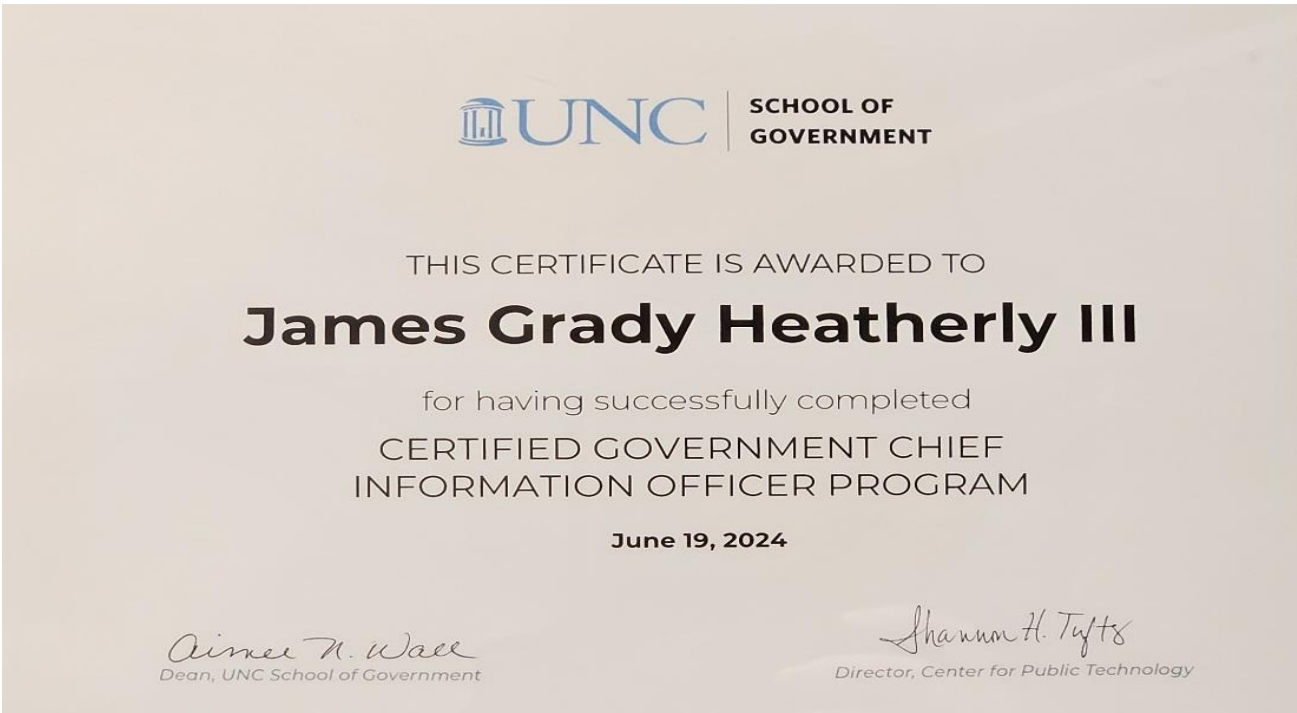 UNC
SCHOOL OF
GOVERNMENT
THIS CERTIFICATE IS AWARDED TO
James Grady Heatherly III
for having successfully completed
CERTIFIED GOVERNMENT CHIEF
INFORMATION OFFICER PROGRAM
June 19, 2024
Aimee N. Wall
Dean, UNC School of Government
Shannon H. Tufts
Director, Center for Public Technology